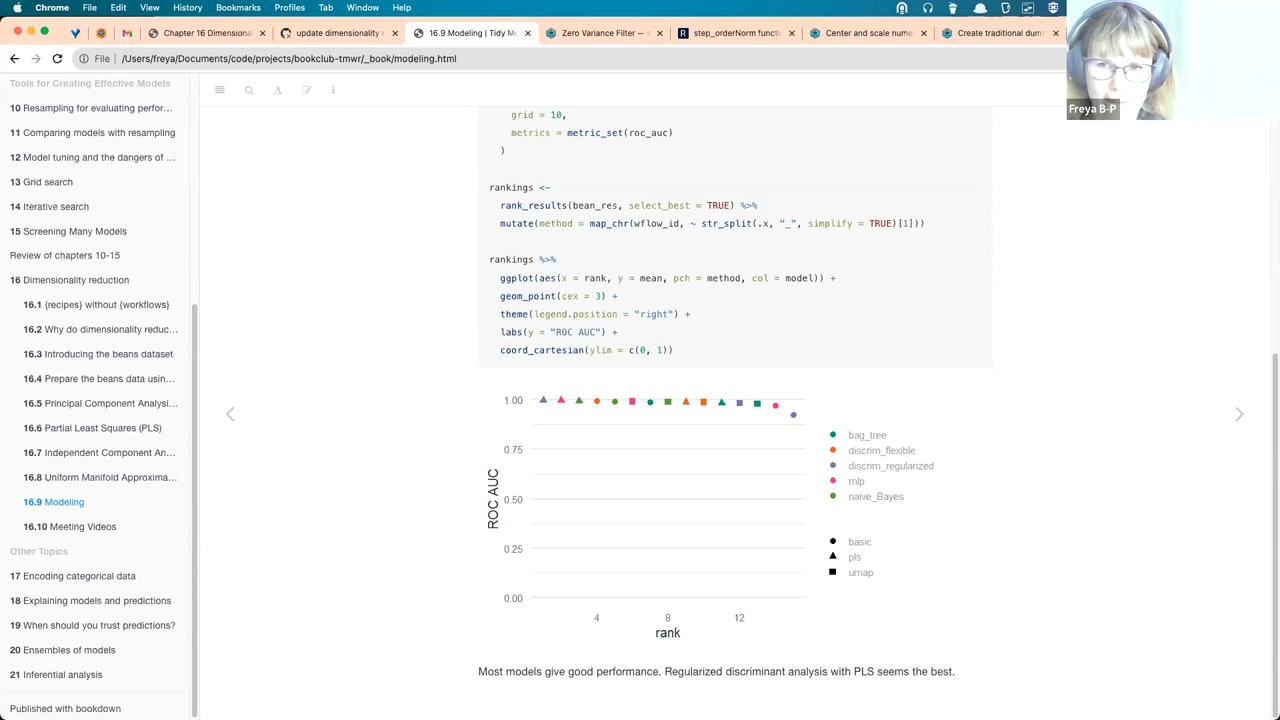 Chrome File Edit View History Bookmarks Profiles Tab Window Help
Chapter 16 Dimensional
update dimensionality
16.9 Modeling | Tidy Mo
Zero Variance Filter — s
step_orderNorm functi
Center and scale nume
Create traditional dum
File /Users/freya/Documents/code/projects/bookclub-tmwr/_book/modeling.html
Freya B-P
Tools for Creating Effective Models
10 Resampling for evaluating perfor…
11 Comparing models with resampling
12 Model tuning and the dangers of …
13 Grid search
14 Iterative search
15 Screening Many Models
Review of chapters 10-15
16 Dimensionality reduction
16.1 {recipes} without {workflows}
16.2 Why do dimensionality reduc…
16.3 Introducing the beans dataset
16.4 Prepare the beans data usin…
16.5 Principal Component Analysi…
16.6 Partial Least Squares (PLS)
16.7 Independent Component An…
16.8 Uniform Manifold Approxima…
16.9 Modeling
16.10 Meeting Videos
Other Topics
17 Encoding categorical data
18 Explaining models and predictions
19 When should you trust predictions?
20 Ensembles of models
21 Inferential analysis
Published with bookdown
grid = 10,
metrics = metric_set(roc_auc)
)
rankings <-
rank_results(bean_res, select_best = TRUE) %>%
mutate(method = map_chr(wflow_id, ~ str_split(.x, "_", simplify = TRUE)[1]))
rankings %>%
ggplot(aes(x = rank, y = mean, pch = method, col = model)) +
geom_point(cex = 3) +
theme(legend.position = "right") +
labs(y = "ROC AUC") +
coord_cartesian(ylim = c(0, 1))
1.00
0.75
0.50
0.25
0.00
ROC AUC
4 8 12
rank
bag_tree
discrim_flexible
discrim_regularized
mlp
naive_Bayes
basic
pls
umap
Most models give good performance. Regularized discriminant analysis with PLS seems the best.